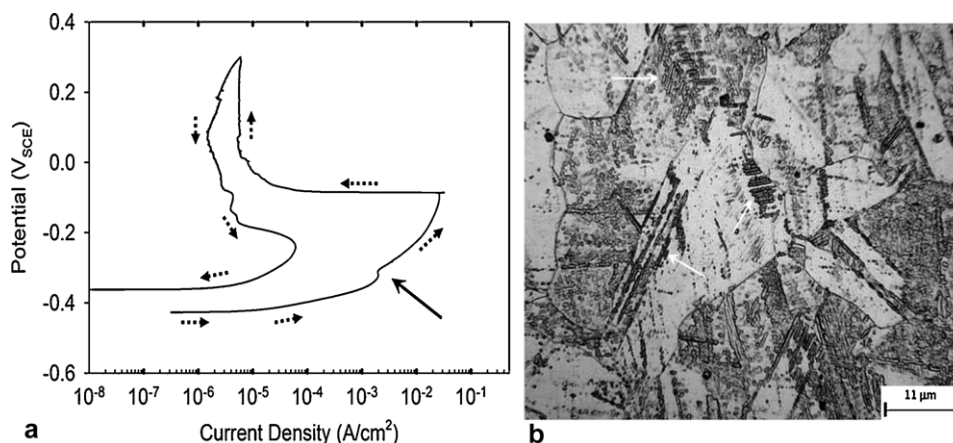 0.4
0.2
0.0
-0.2
-0.4
-0.6
Potential (V_SCE)
10⁻⁸ 10⁻⁷ 10⁻⁶ 10⁻⁵ 10⁻⁴ 10⁻³ 10⁻² 10⁻¹
Current Density (A/cm²)
a
11 μm
b